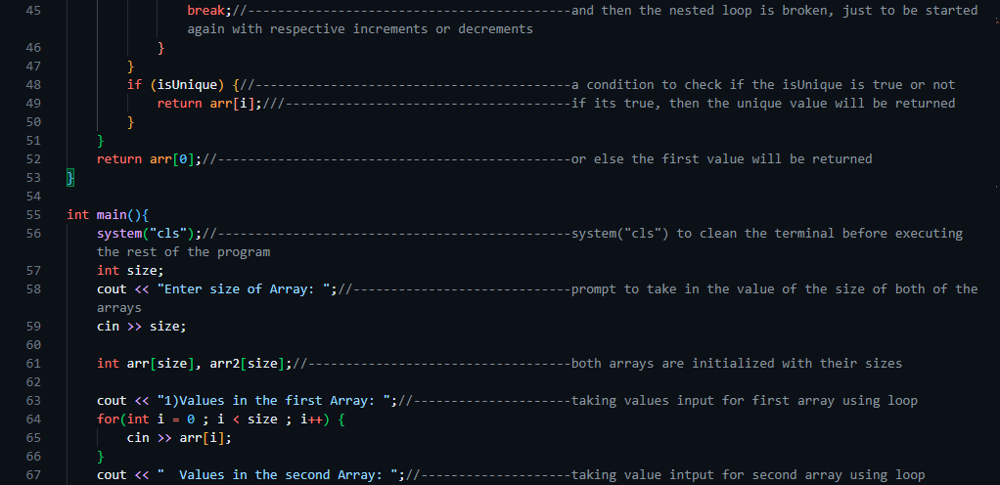 45 break;//-------------------------------------------and then the nested loop is broken, just to be started
again with respective increments or decrements
46 }
47 }
48 if (isUnique) {//------------------------------------------a condition to check if the isUnique is true or not
49 return arr[i];///--------------------------------------if its true, then the unique value will be returned
50 }
51 }
52 return arr[0];//-----------------------------------------------or else the first value will be returned
53 }
54
55 int main(){
56 system("cls");//-----------------------------------------------system("cls") to clean the terminal before executing
the rest of the program
57 int size;
58 cout << "Enter size of Array: ";//-----------------------------prompt to take in the value of the size of both of the
arrays
59 cin >> size;
60
61 int arr[size], arr2[size];//-----------------------------------both arrays are initialized with their sizes
62
63 cout << "1)Values in the first Array: ";//---------------------taking values input for first array using loop
64 for(int i = 0 ; i < size ; i++) {
65 cin >> arr[i];
66 }
67 cout << "  Values in the second Array: ";//--------------------taking value intput for second array using loop